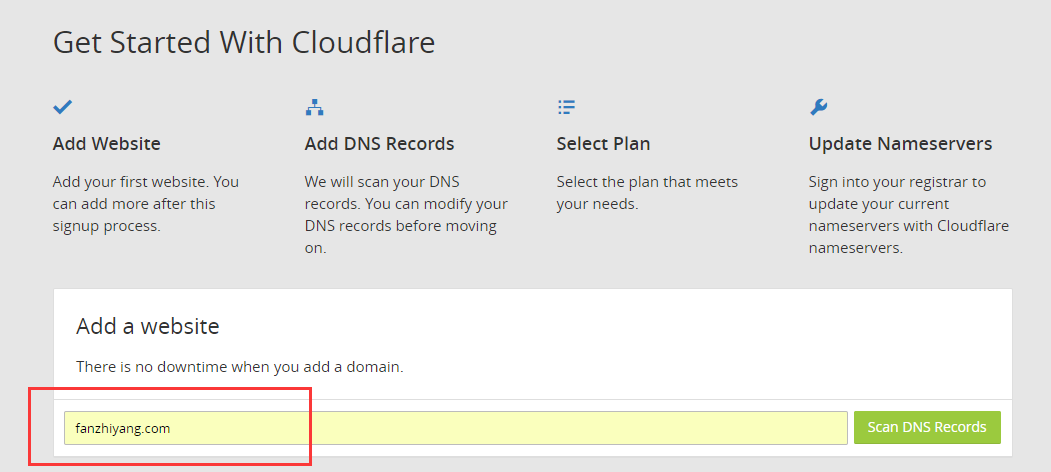 Get Started With Cloudflare
Add Website
Add your first website. You
can add more after this
signup process.
Add DNS Records
We will scan your DNS
records. You can modify your
DNS records before moving
on.
Select Plan
Select the plan that meets
your needs.
Update Nameservers
Sign into your registrar to
update your current
nameservers with Cloudflare
nameservers.
Add a website
There is no downtime when you add a domain.
fanzhiyang.com
Scan DNS Records